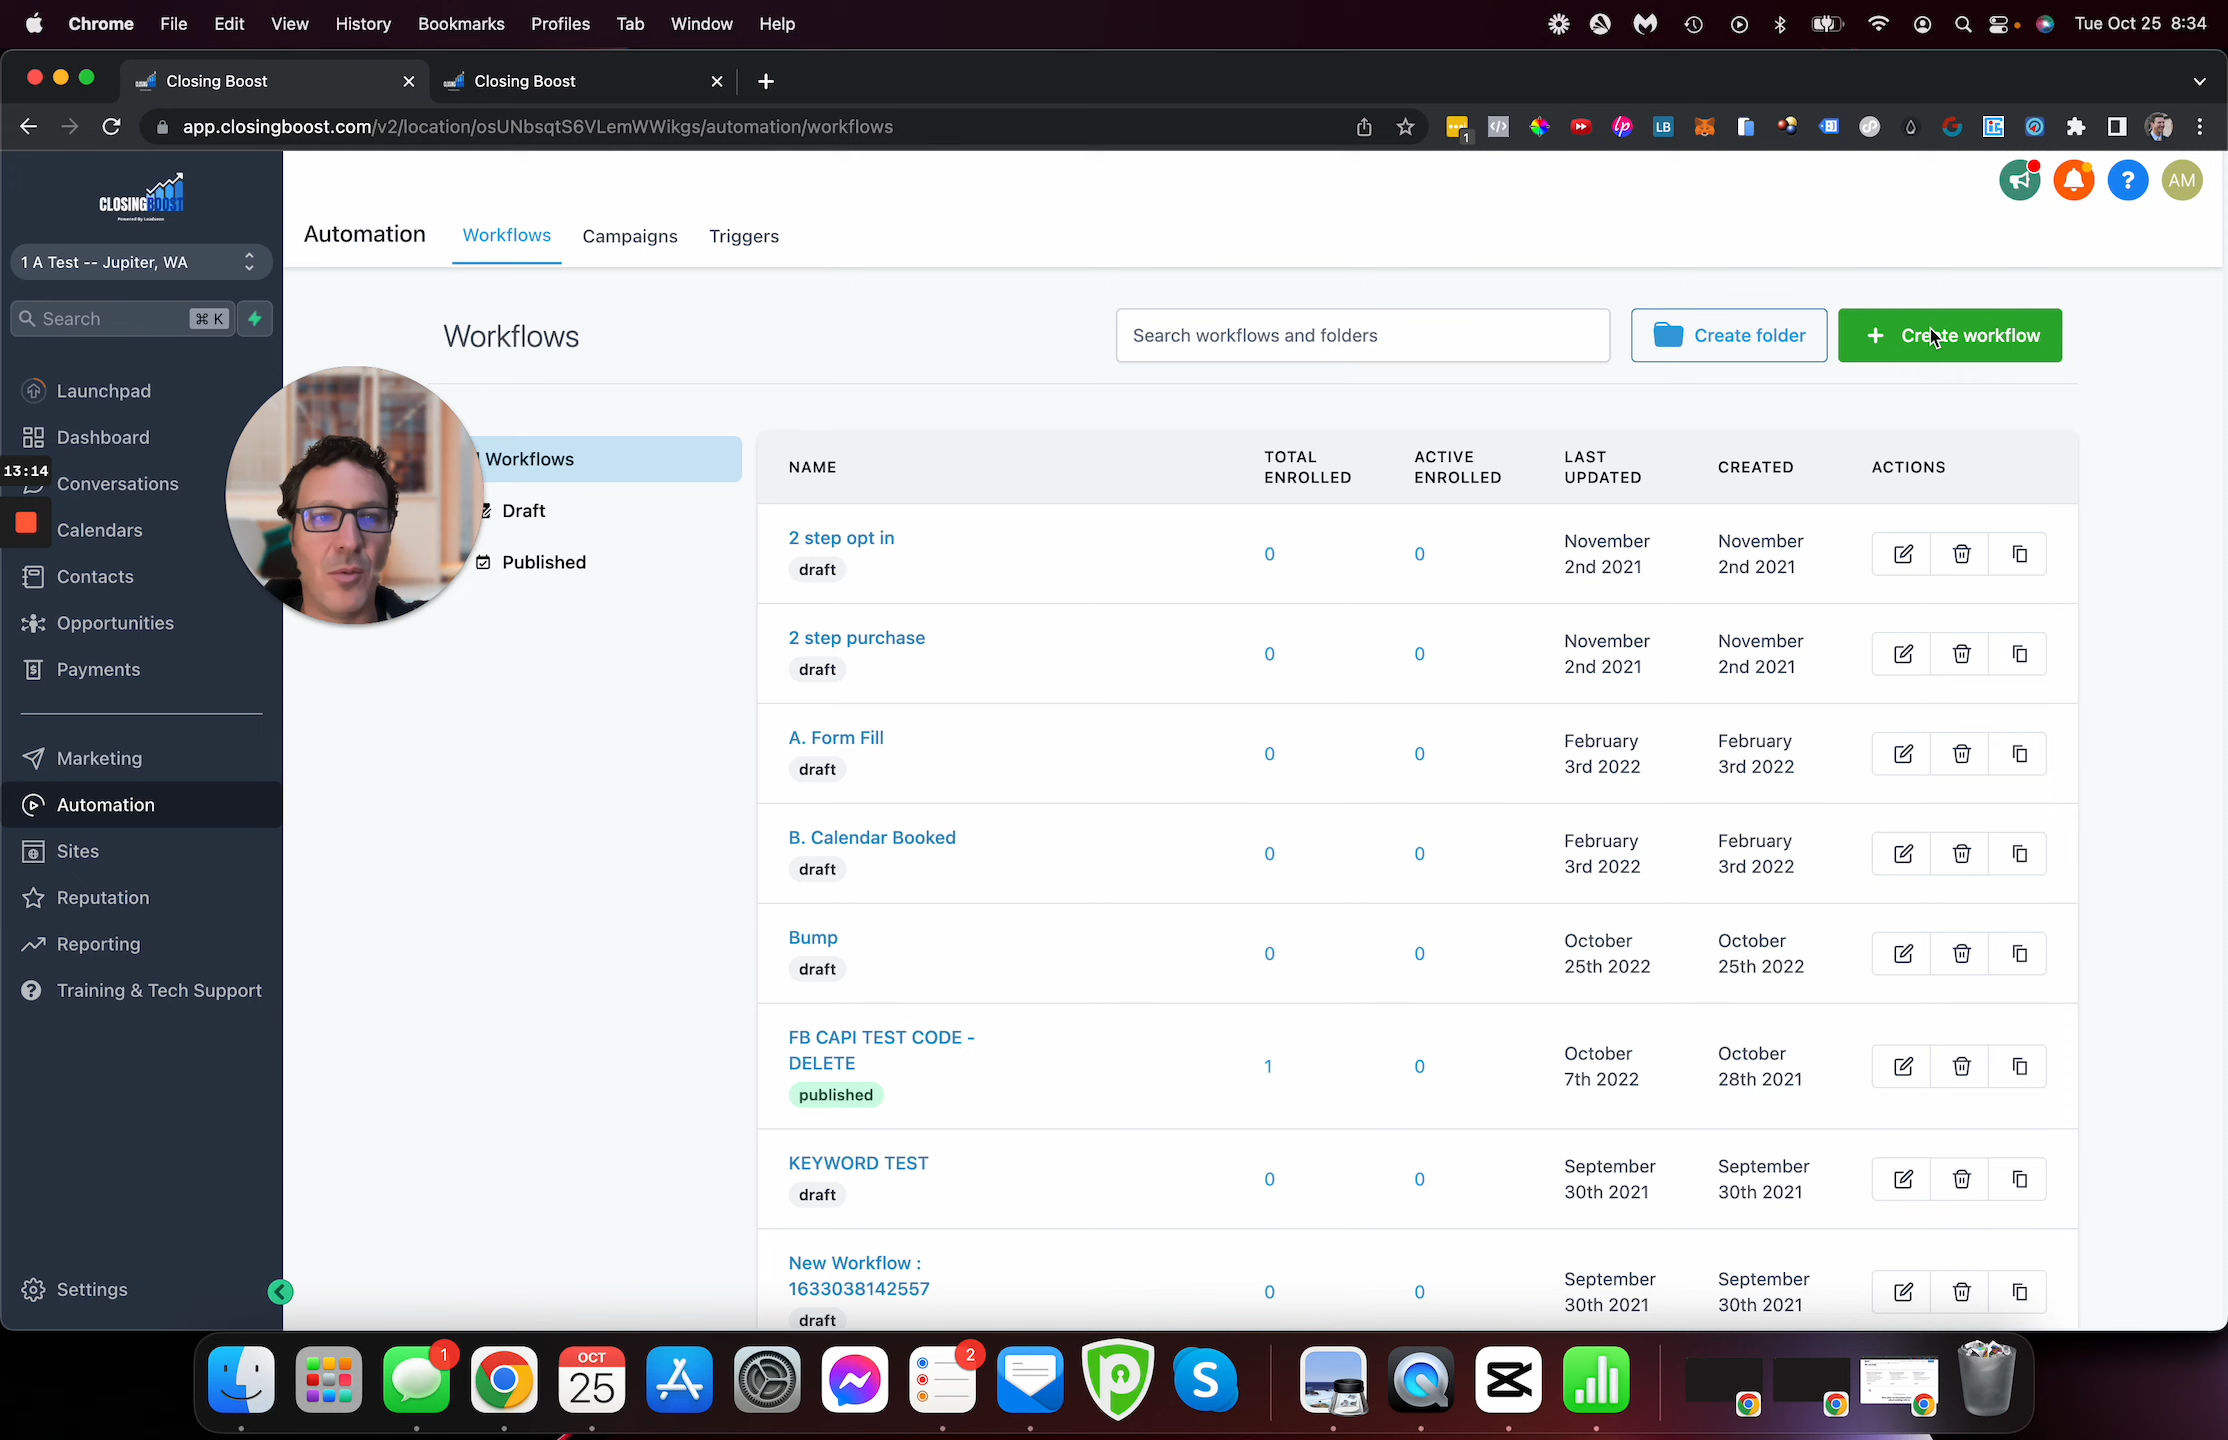 Chrome File Edit View History Bookmarks Profiles Tab Window Help Tue Oct 25 8:34
Closing Boost
Closing Boost
app.closingboost.com/v2/location/osUNbsqtS6VLemWWikgs/automation/workflows
1
CLOSINGBOOST
1 A Test -- Jupiter, WA
Search ⌘ K
Launchpad
Dashboard
13:14
Conversations
Calendars
Contacts
Opportunities
Payments
Marketing
Automation
Sites
Reputation
Reporting
Training & Tech Support
Settings
AM
Automation Workflows Campaigns Triggers
Workflows
Search workflows and folders
Create folder
+ Create workflow
Workflows
Draft
Published
NAME TOTAL ENROLLED ACTIVE ENROLLED LAST UPDATED CREATED ACTIONS
2 step opt in
draft
0 0 November 2nd 2021 November 2nd 2021
2 step purchase
draft
0 0 November 2nd 2021 November 2nd 2021
A. Form Fill
draft
0 0 February 3rd 2022 February 3rd 2022
B. Calendar Booked
draft
0 0 February 3rd 2022 February 3rd 2022
Bump
draft
0 0 October 25th 2022 October 25th 2022
FB CAPI TEST CODE -
DELETE
published
1 0 October 7th 2022 October 28th 2021
KEYWORD TEST
draft
0 0 September 30th 2021 September 30th 2021
New Workflow :
1633038142557
draft
0 0 September 30th 2021 September 30th 2021
1
OCT
25
2